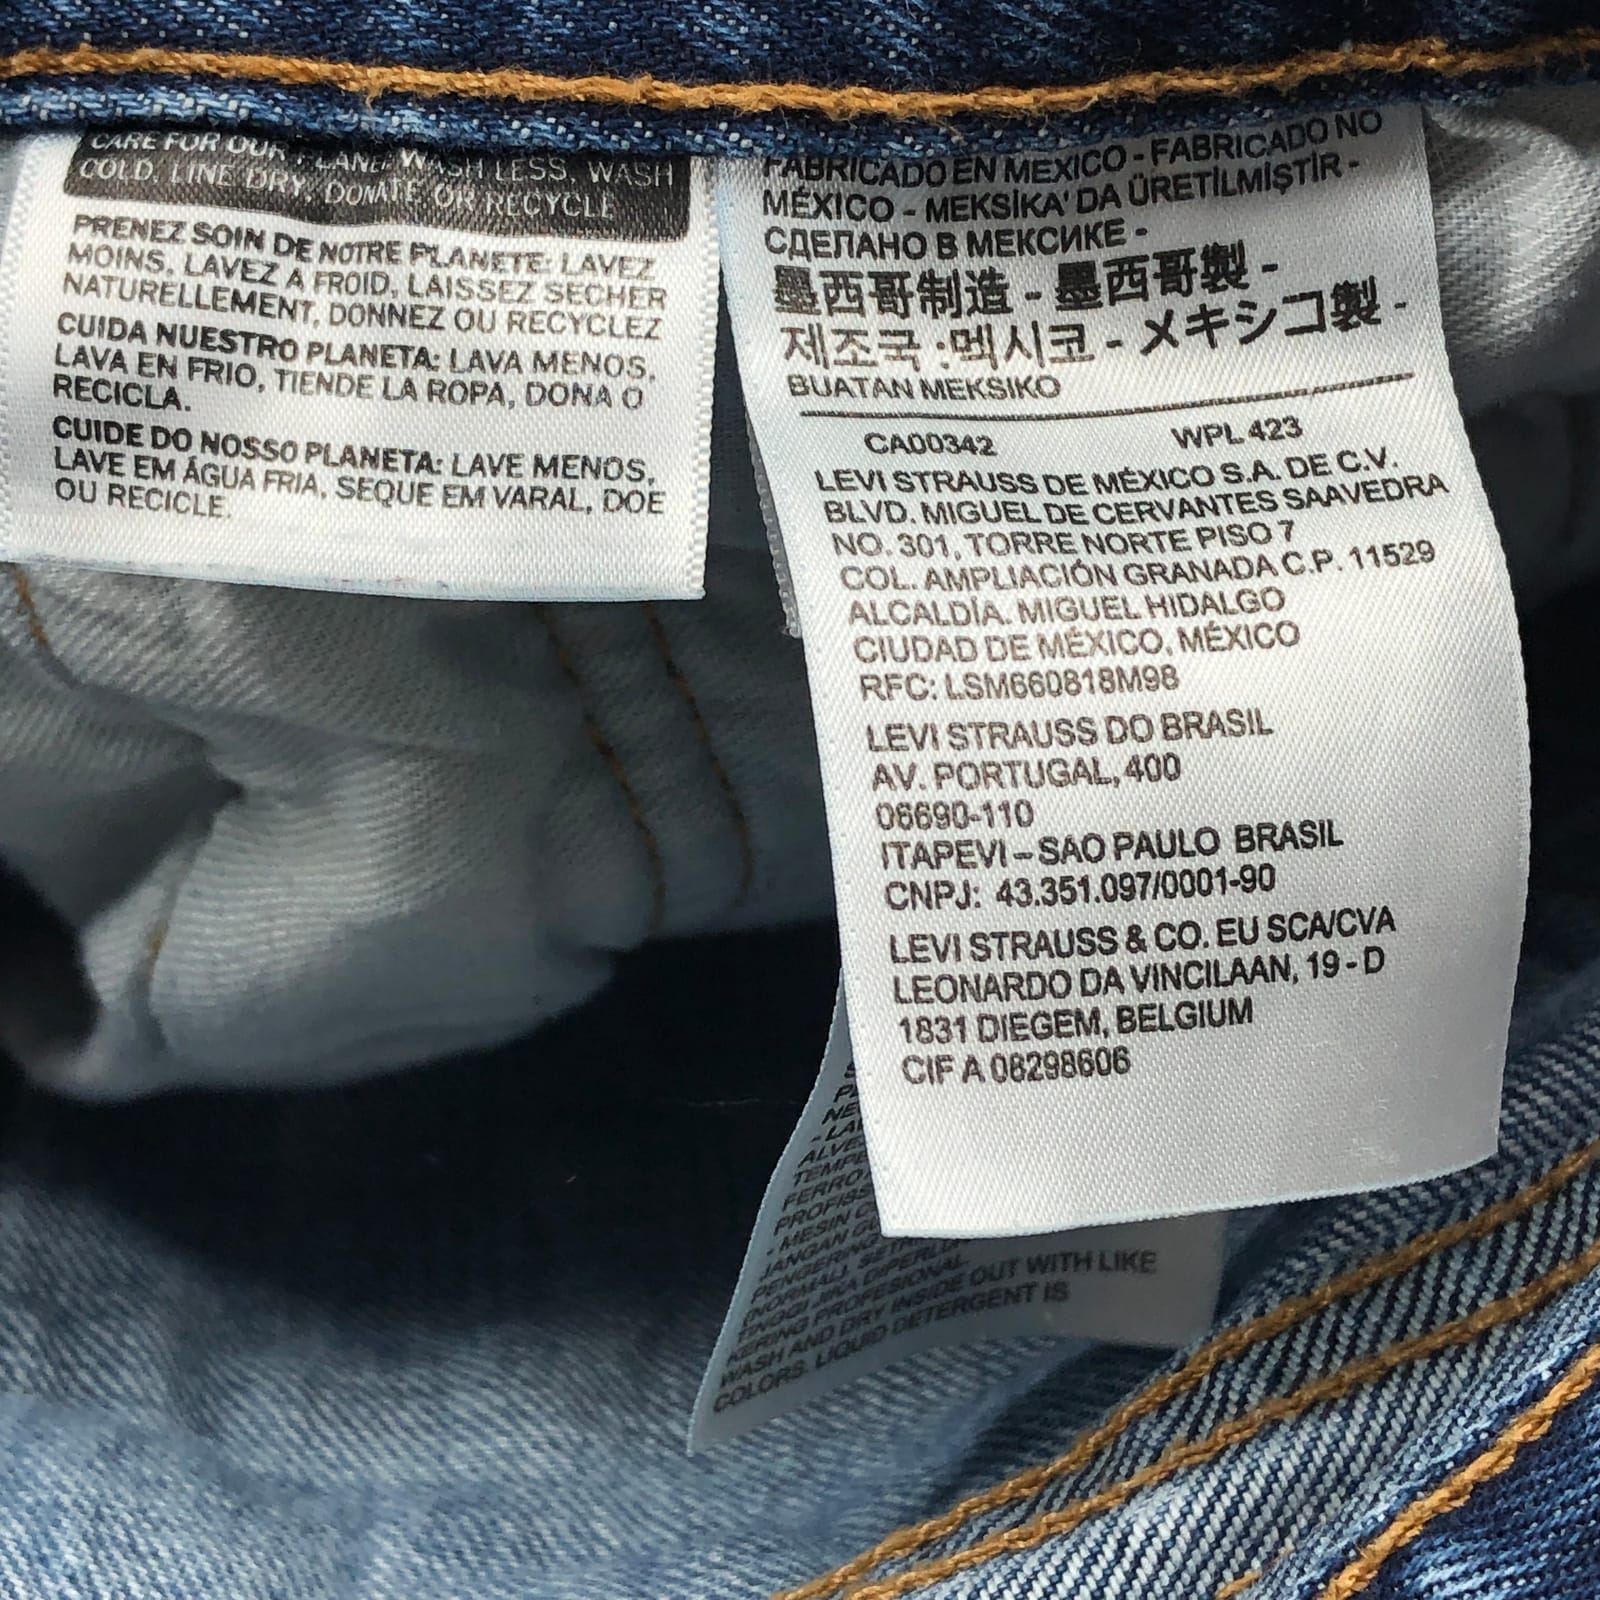 CARE FOR OUR PLANET: WASH LESS, WASH
COLD, LINE DRY, DONATE OR RECYCLE
PRENEZ SOIN DE NOTRE PLANETE: LAVEZ
MOINS, LAVEZ A FROID, LAISSEZ SECHER
NATURELLEMENT, DONNEZ OU RECYCLEZ
CUIDA NUESTRO PLANETA: LAVA MENOS,
LAVA EN FRIO, TIENDE LA ROPA, DONA O
RECICLA.
CUIDE DO NOSSO PLANETA: LAVE MENOS,
LAVE EM ÁGUA FRIA, SEQUE EM VARAL, DOE
OU RECICLE.
FABRICADO EN MEXICO - FABRICADO NO
MÉXICO - MEKSİKA'DA ÜRETİLMİŞTİR -
СДЕЛАНО В МЕКСИКЕ -
墨西哥制造 - 墨西哥製 -
제조국 : 멕시코 - メキシコ製 -
BUATAN MEKSIKO
CA00342 WPL 423
LEVI STRAUSS DE MÉXICO S.A. DE C.V.
BLVD. MIGUEL DE CERVANTES SAAVEDRA
NO. 301, TORRE NORTE PISO 7
COL. AMPLIACIÓN GRANADA C.P. 11529
ALCALDÍA. MIGUEL HIDALGO
CIUDAD DE MÉXICO, MÉXICO
RFC: LSM660818M98
LEVI STRAUSS DO BRASIL
AV. PORTUGAL, 400
06690-110
ITAPEVI – SAO PAULO BRASIL
CNPJ: 43.351.097/0001-90
LEVI STRAUSS & CO. EU SCA/CVA
LEONARDO DA VINCILAAN, 19 - D
1831 DIEGEM, BELGIUM
CIF A 08298606
- MESIN
JANGAN
TINGGI JIKA DIPERLU
KERING PROFESIONAL
WASH AND DRY INSIDE OUT WITH LIKE
COLORS. LIQUID DETERGENT IS